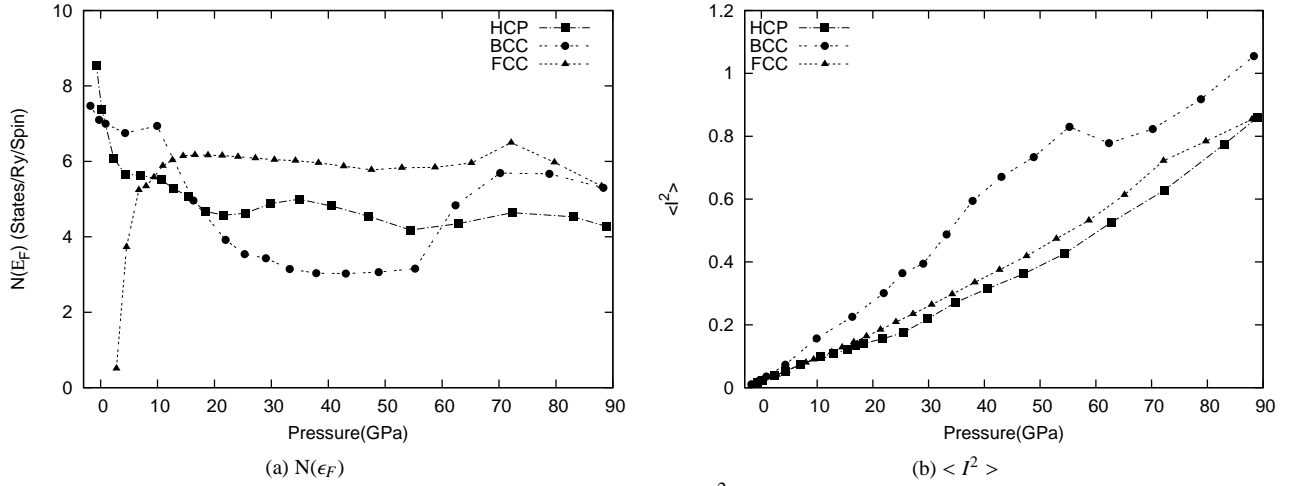 10
8
6
4
2
0
N(E_F) (States/Ry/Spin)
HCP
BCC
FCC
0 10 20 30 40 50 60 70 80 90
Pressure(GPa)
(a) N(ϵ_F)
1.2
1
0.8
0.6
0.4
0.2
0
<I^2>
HCP
BCC
FCC
0 10 20 30 40 50 60 70 80 90
Pressure(GPa)
(b) < I^2 >
2